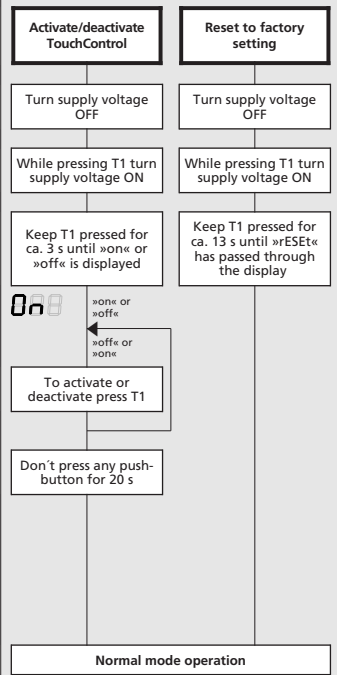 Activate/deactivate
TouchControl
Turn supply voltage
OFF
While pressing T1 turn
supply voltage ON
Keep T1 pressed for
ca. 3 s until »on« or
»off« is displayed
On
»on« or
»off«
»off« or
»on«
To activate or
deactivate press T1
Don´t press any push-
button for 20 s
Reset to factory
setting
Turn supply voltage
OFF
While pressing T1 turn
supply voltage ON
Keep T1 pressed for
ca. 13 s until »rESEt«
has passed through
the display
Normal mode operation